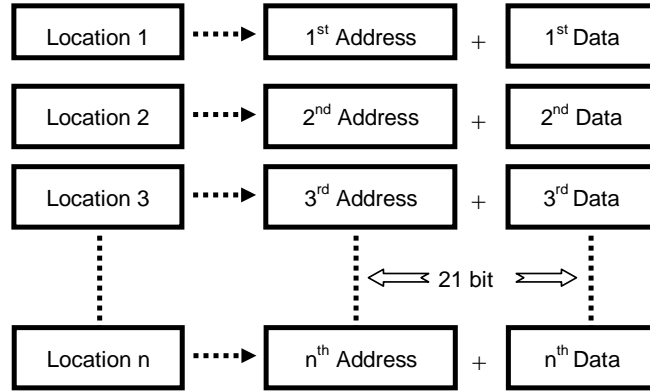 Location 1 1st Address + 1st Data
Location 2 2nd Address + 2nd Data
Location 3 3rd Address + 3rd Data
21 bit
Location n nth Address + nth Data